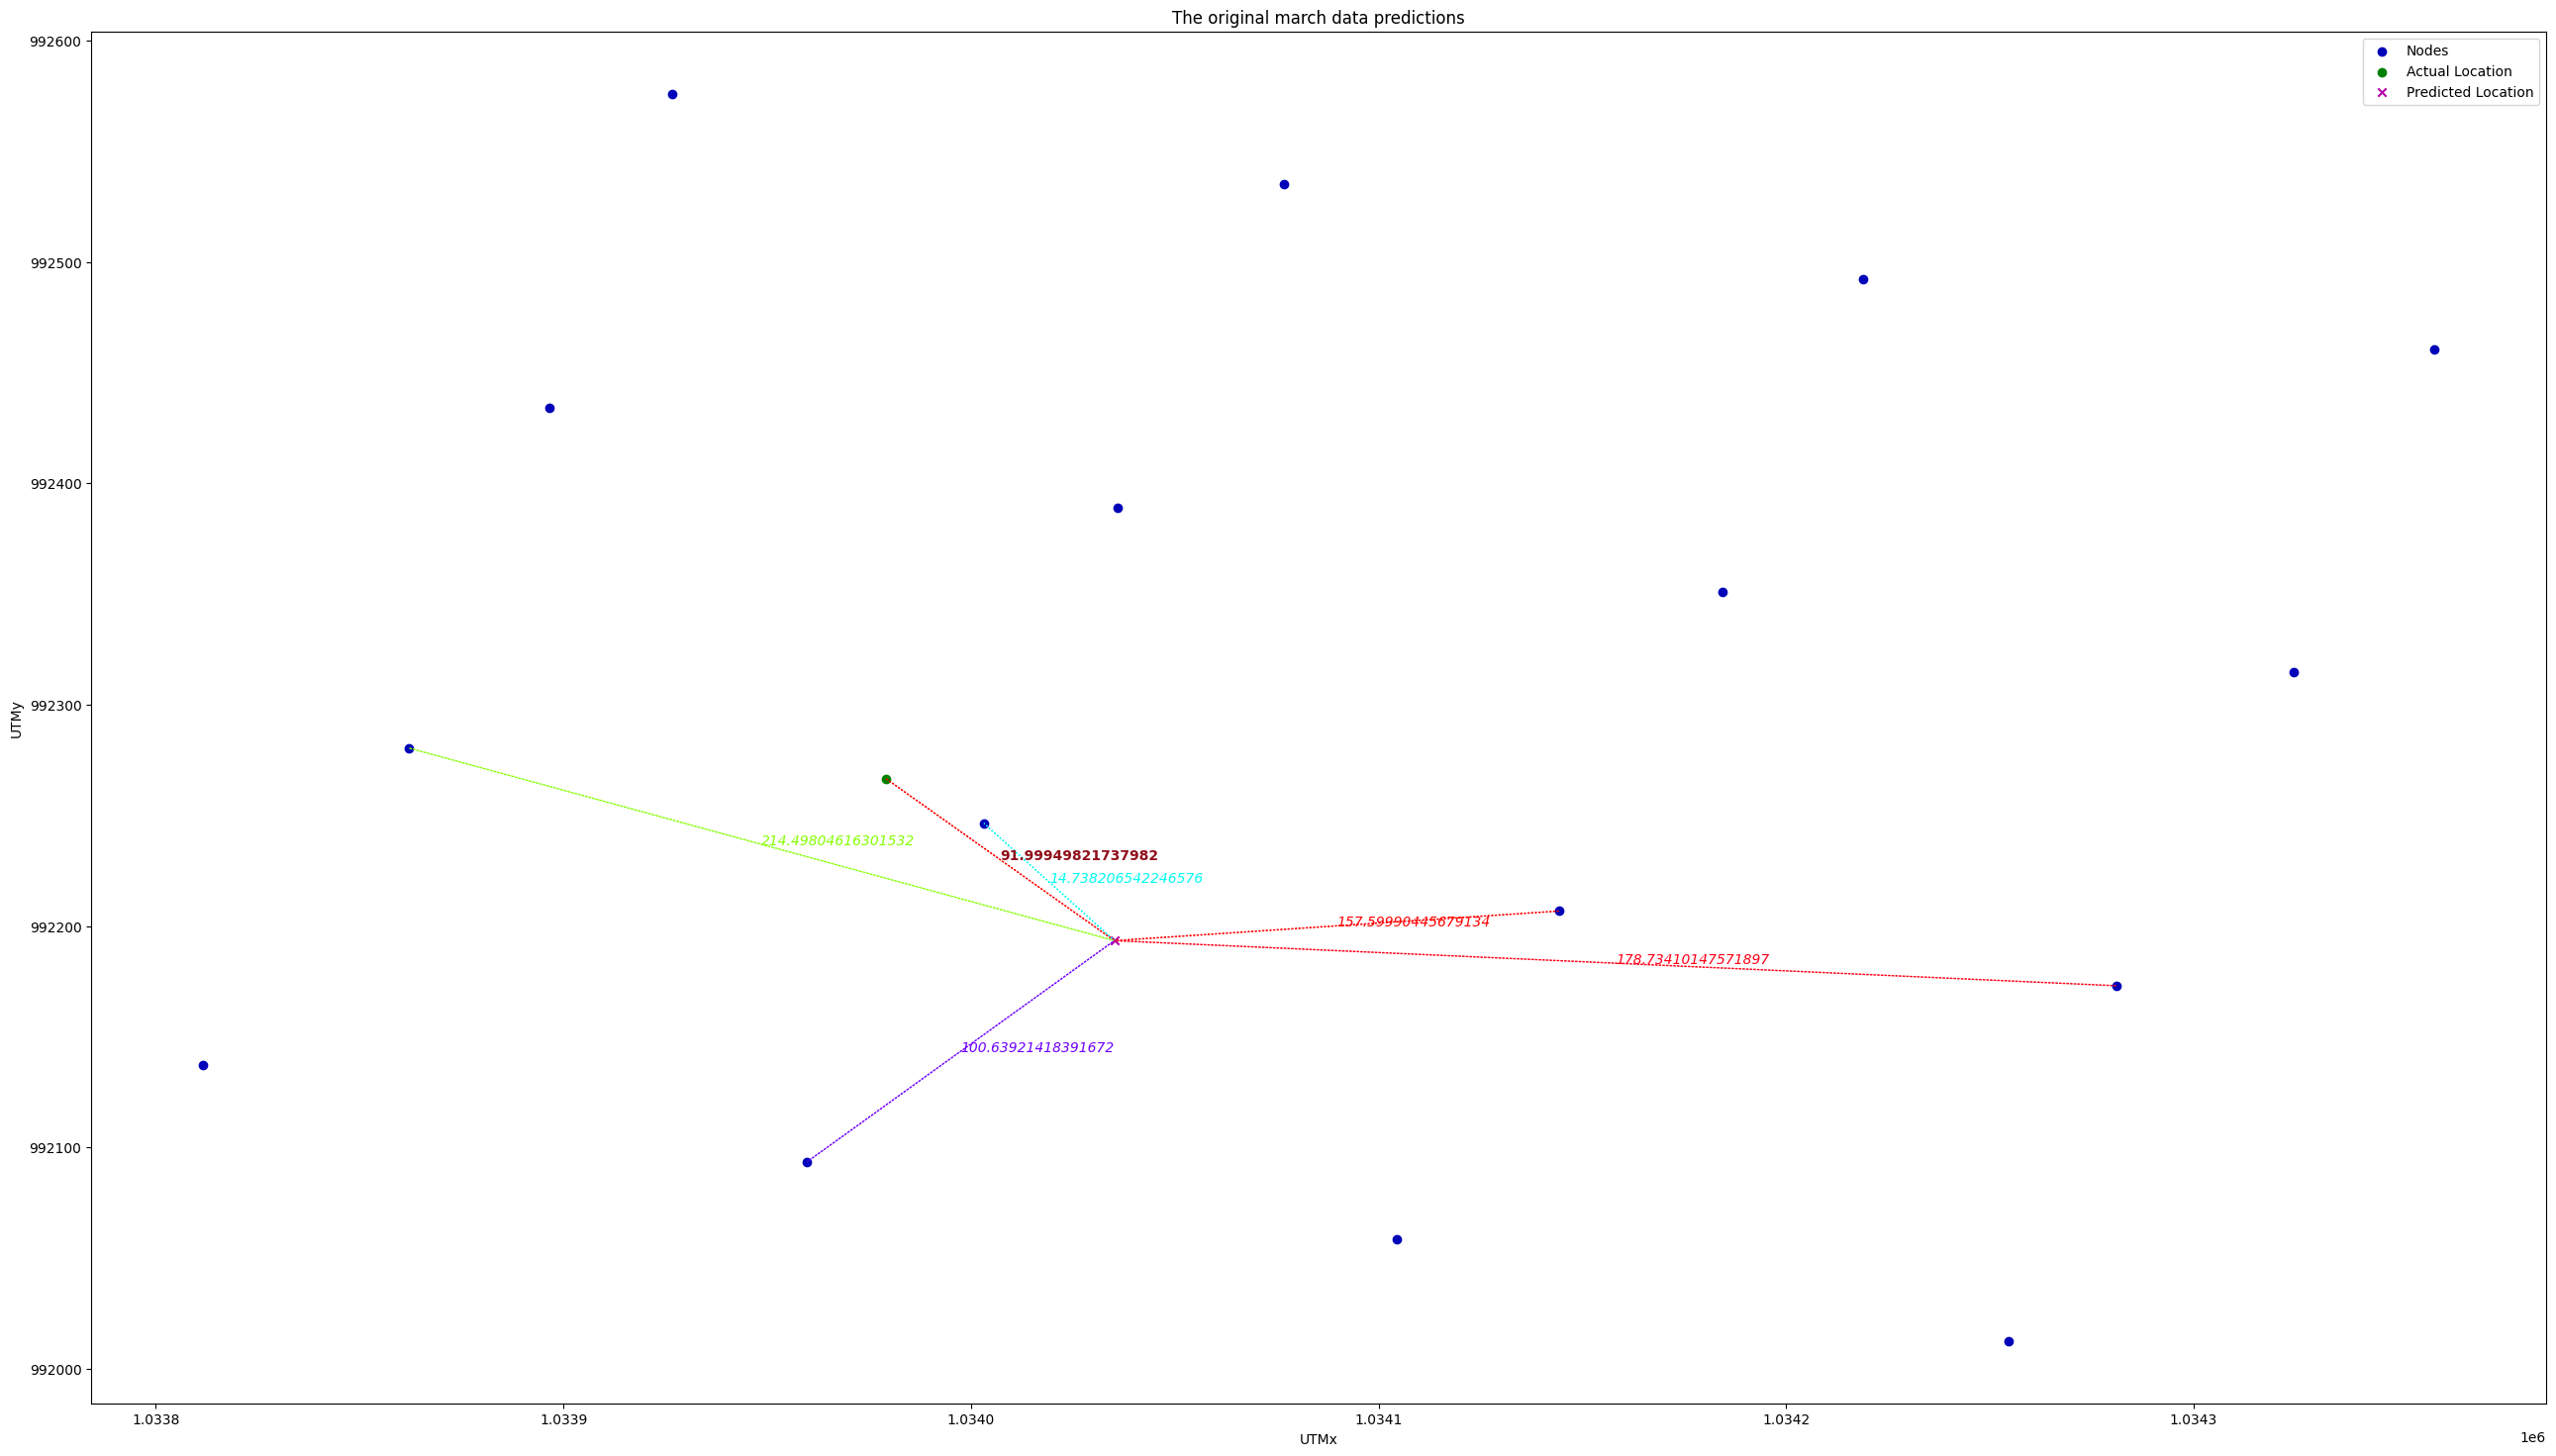 The original march data predictions
Nodes
Actual Location
Predicted Location
992600
992500
992400
992300
992200
992100
992000
UTMy
214.49804616301532
91.99949821737982
14.738206542246576
157.59990445679134
178.73410147571897
100.63921418391672
1.0338 1.0339 1.0340 1.0341 1.0342 1.0343
UTMx
1e6